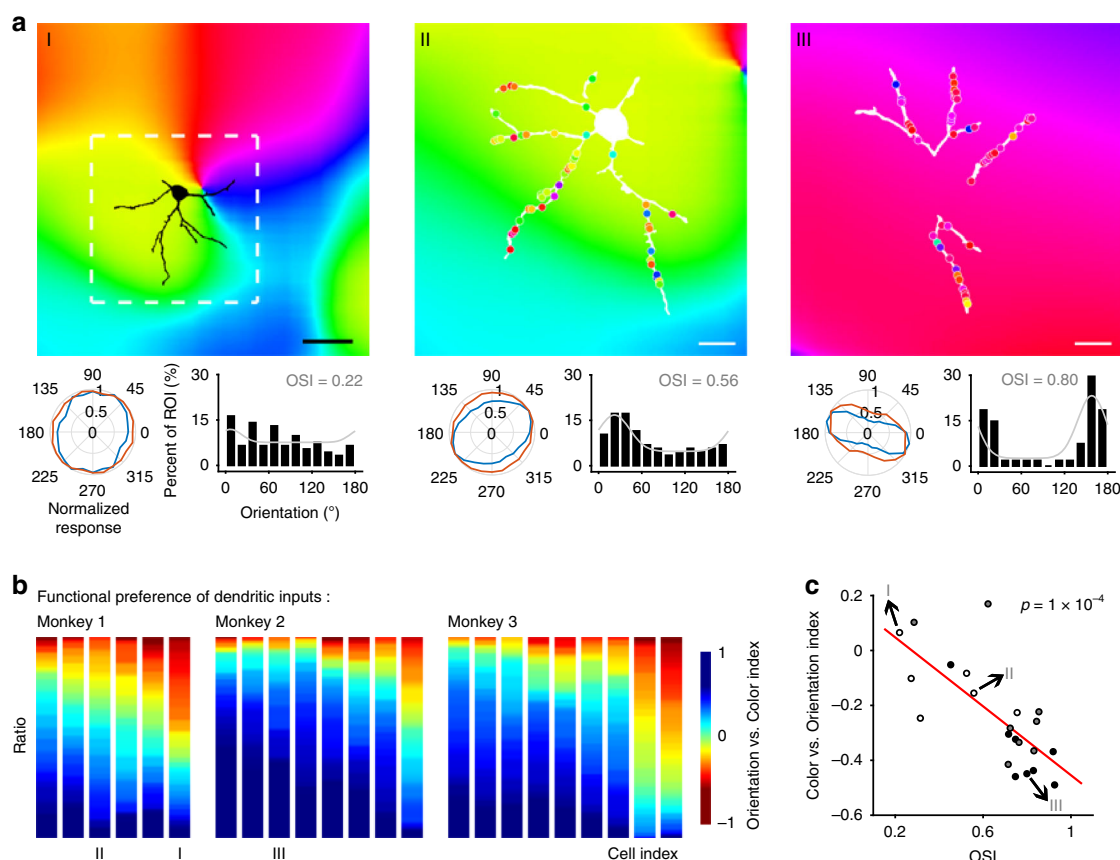 a
I
II
III
90
135
45
1
0.5
180
0
0
225
315
270
Normalized
response
Percent of ROI (%)
30
15
0
OSI = 0.22
0 60 120 180
Orientation (°)
90
135
45
1
0.5
180
0
0
225
315
270
30
15
0
OSI = 0.56
0 60 120 180
90
135
45
1
0.5
180
0
0
225
315
270
30
15
0
OSI = 0.80
0 60 120 180
b
Functional preference of dendritic inputs :
Monkey 1
Monkey 2
Monkey 3
Ratio
II
I
III
Cell index
1
0
−1
Orientation vs. Color index
c
Color vs. Orientation index
0.2
0
−0.2
−0.4
−0.6
I
II
III
p = 1 × 10⁻⁴
0.2 0.6 1
OSI